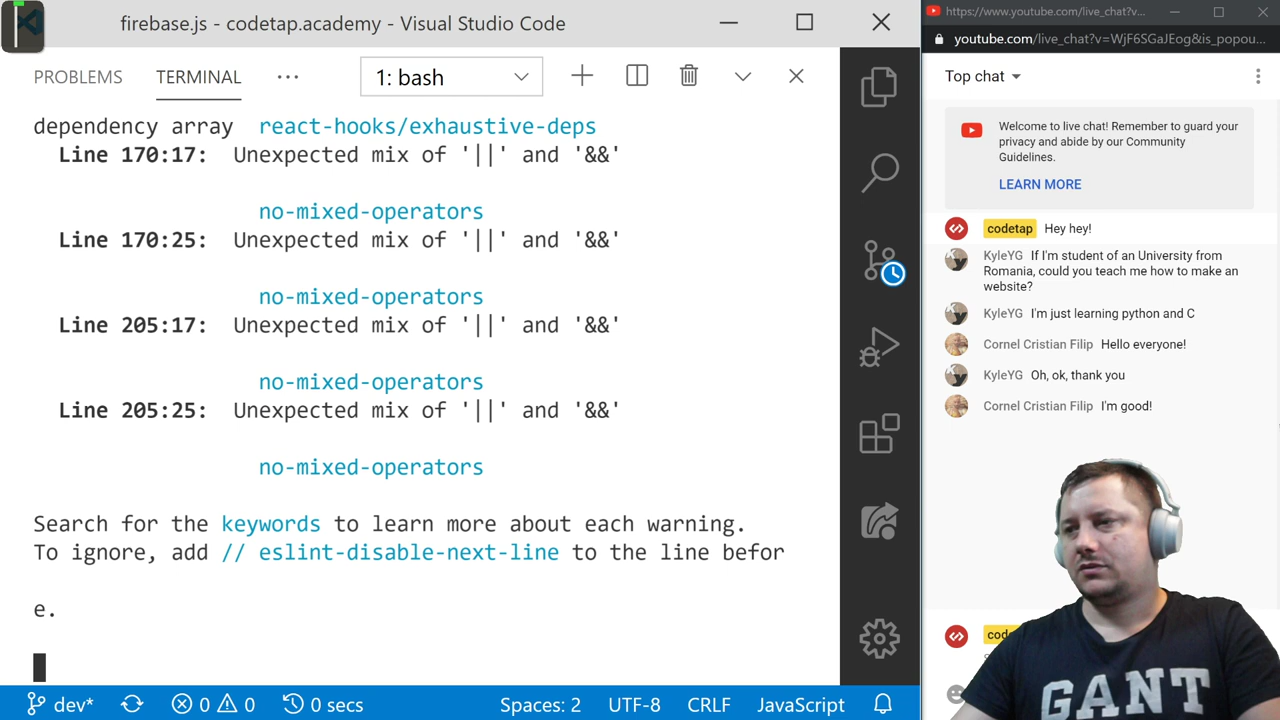 firebase.js - codetap.academy - Visual Studio Code
PROBLEMS TERMINAL ··· 1: bash
dependency array react-hooks/exhaustive-deps
Line 170:17: Unexpected mix of '||' and '&&'
no-mixed-operators
Line 170:25: Unexpected mix of '||' and '&&'
no-mixed-operators
Line 205:17: Unexpected mix of '||' and '&&'
no-mixed-operators
Line 205:25: Unexpected mix of '||' and '&&'
no-mixed-operators
Search for the keywords to learn more about each warning.
To ignore, add // eslint-disable-next-line to the line befor
e.
dev* 0 0 0 secs Spaces: 2 UTF-8 CRLF JavaScript
https://www.youtube.com/live_chat?v...
youtube.com/live_chat?v=WjF6SGaJEog&is_popou...
Top chat
Welcome to live chat! Remember to guard your
privacy and abide by our Community
Guidelines.
LEARN MORE
codetap Hey hey!
KyleYG If I'm student of an University from
Romania, could you teach me how to make an
website?
KyleYG I'm just learning python and C
Cornel Cristian Filip Hello everyone!
KyleYG Oh, ok, thank you
Cornel Cristian Filip I'm good!
GANT